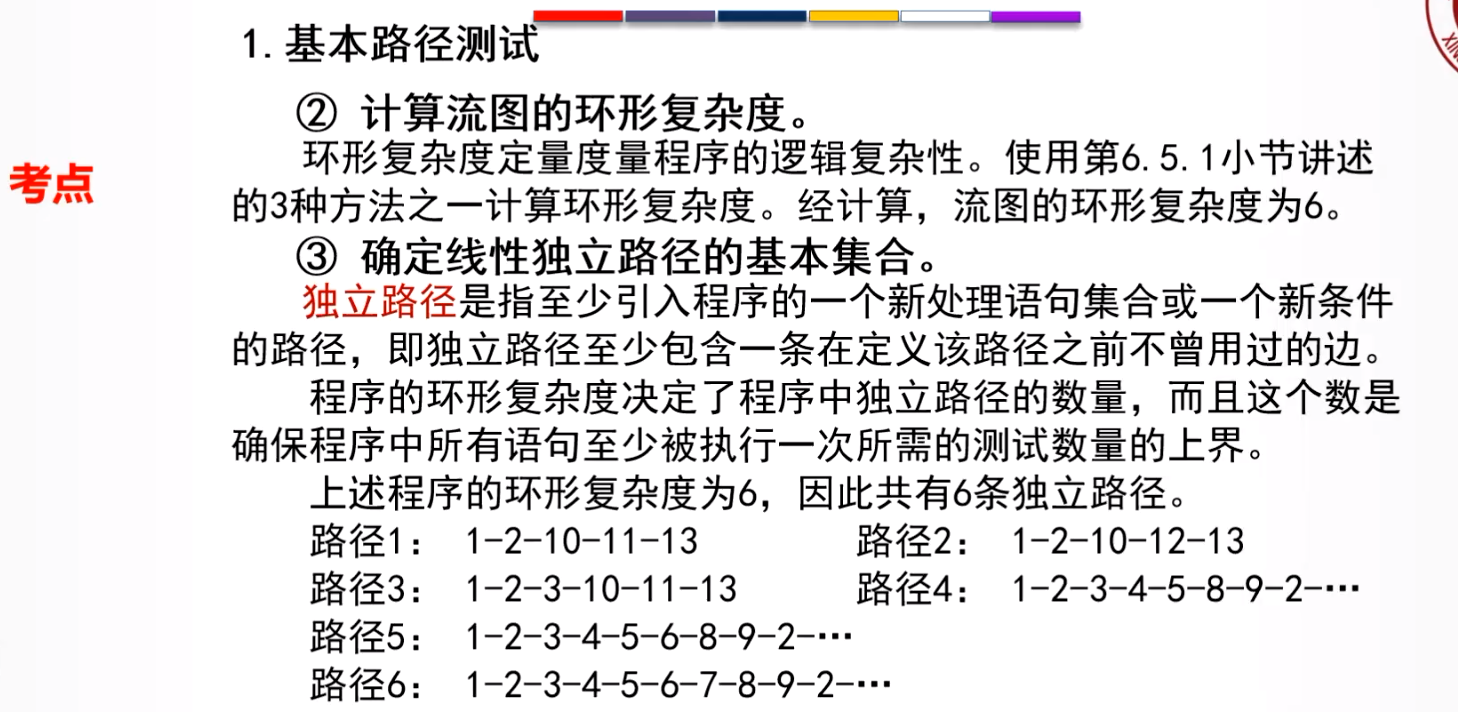 1.基本路径测试
② 计算流图的环形复杂度。
环形复杂度定量度量程序的逻辑复杂性。使用第6.5.1小节讲述
考点
的3种方法之一计算环形复杂度。经计算，流图的环形复杂度为6。
③ 确定线性独立路径的基本集合。
独立路径是指至少引入程序的一个新处理语句集合或一个新条件
的路径，即独立路径至少包含一条在定义该路径之前不曾用过的边。
程序的环形复杂度决定了程序中独立路径的数量，而且这个数是
确保程序中所有语句至少被执行一次所需的测试数量的上界。
上述程序的环形复杂度为6，因此共有6条独立路径。
路径1： 1-2-10-11-13 路径2： 1-2-10-12-13
路径3： 1-2-3-10-11-13 路径4： 1-2-3-4-5-8-9-2-…
路径5： 1-2-3-4-5-6-8-9-2-…
路径6： 1-2-3-4-5-6-7-8-9-2-…